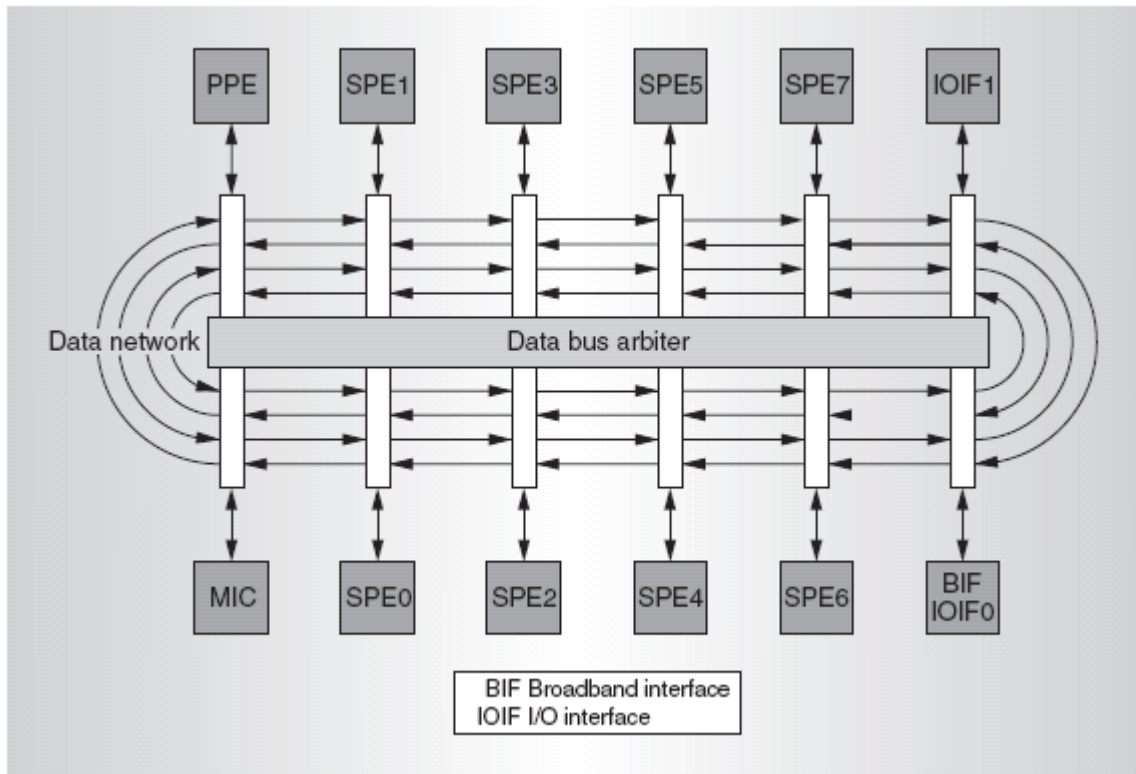 PPE
SPE1
SPE3
SPE5
SPE7
IOIF1
Data network
Data bus arbiter
MIC
SPE0
SPE2
SPE4
SPE6
BIF
IOIF0
BIF Broadband interface
IOIF I/O interface